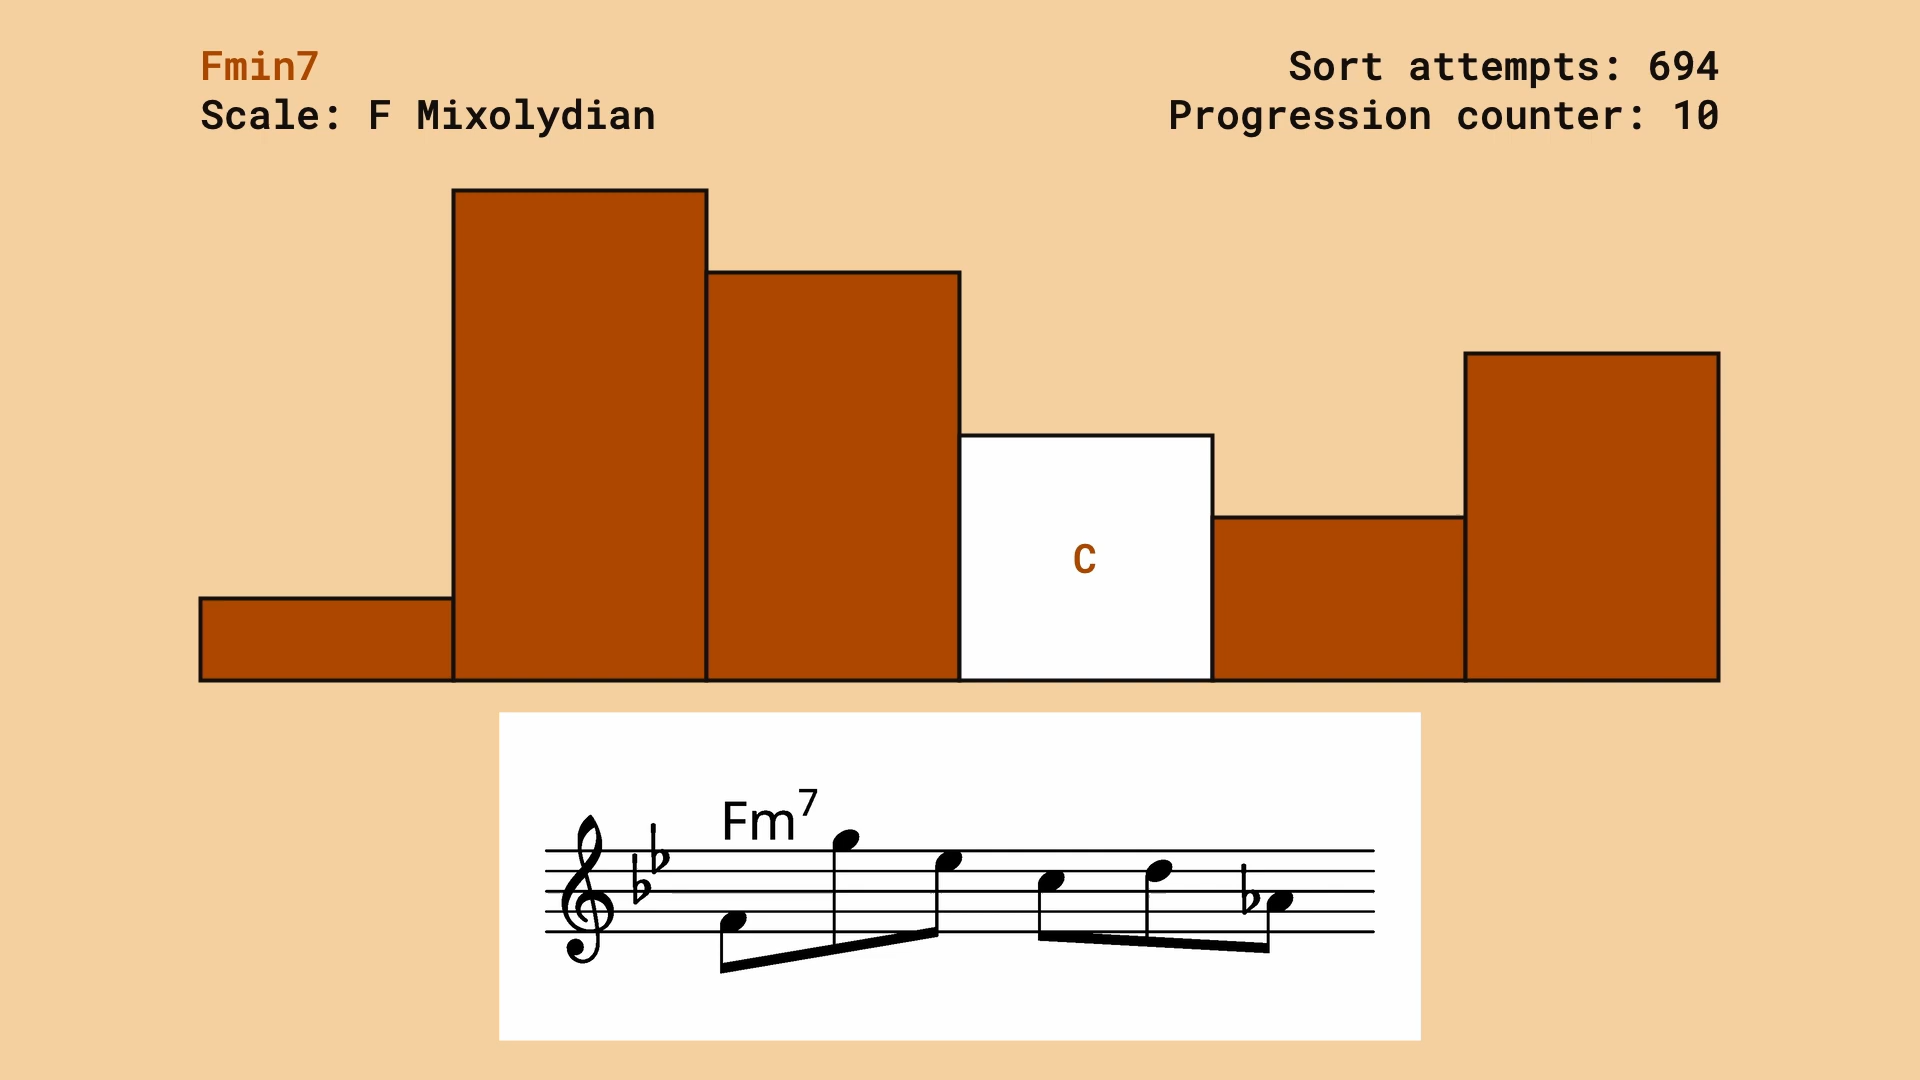 Fmin7
Scale: F Mixolydian
Sort attempts: 694
Progression counter: 10
C
Fm7